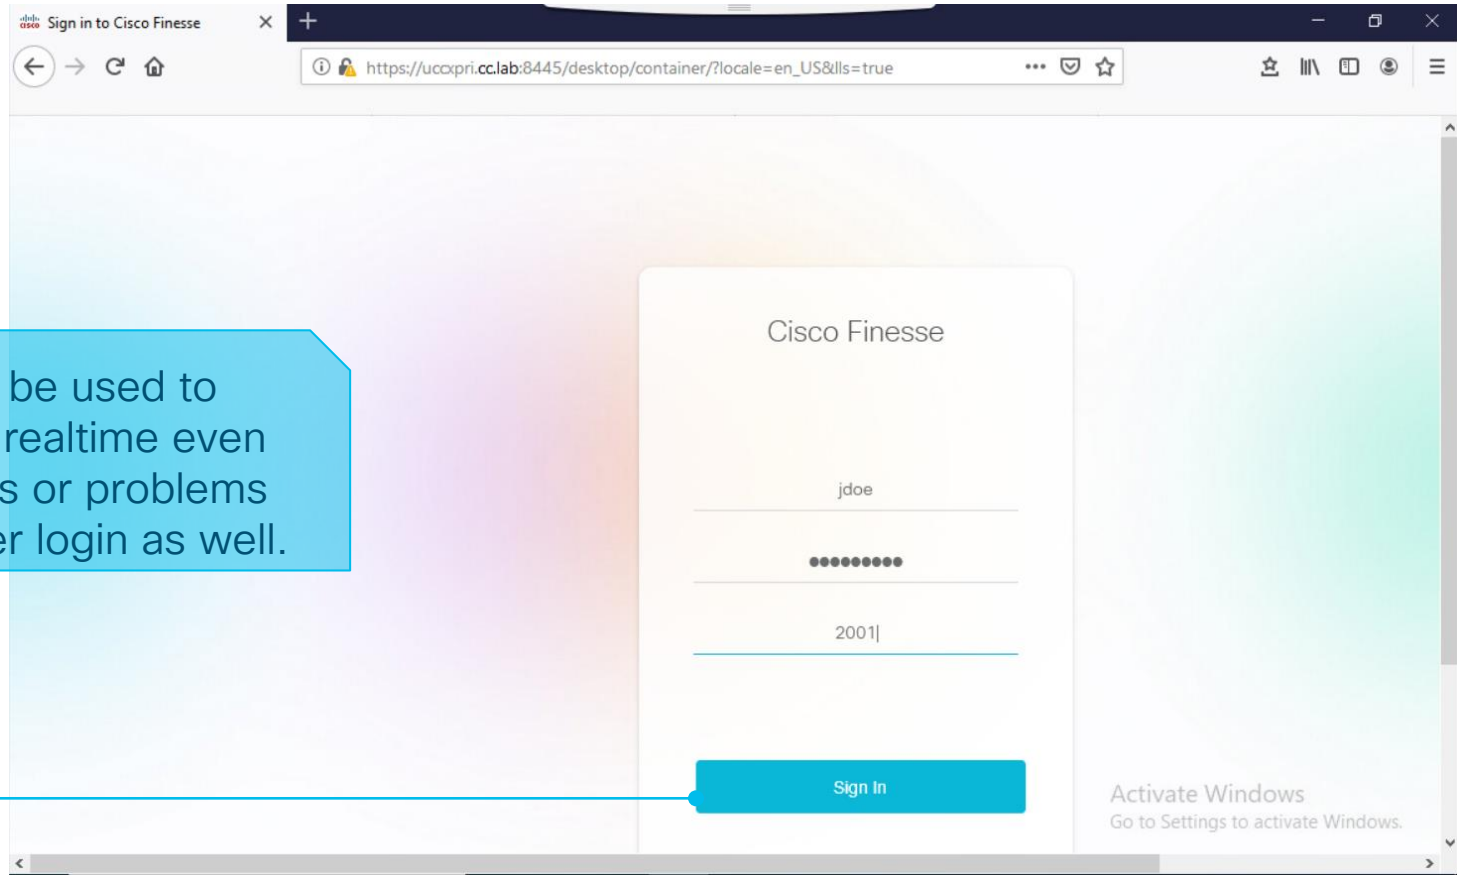 cisco Sign in to Cisco Finesse
https://uccxpri.cc.lab:8445/desktop/container/?locale=en_US&lls=true
Cisco Finesse
be used to
realtime even
s or problems
er login as well.
jdoe
2001
Sign In
Activate Windows
Go to Settings to activate Windows.